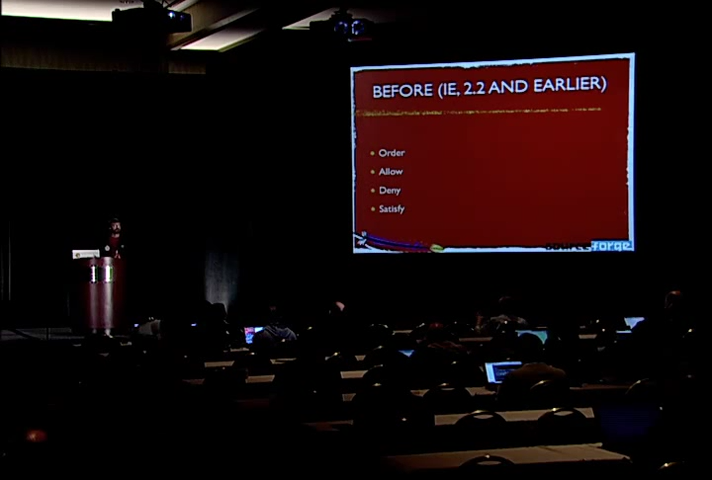 BEFORE (IE, 2.2 AND EARLIER)
Order
Allow
Deny
Satisfy
sourceforge